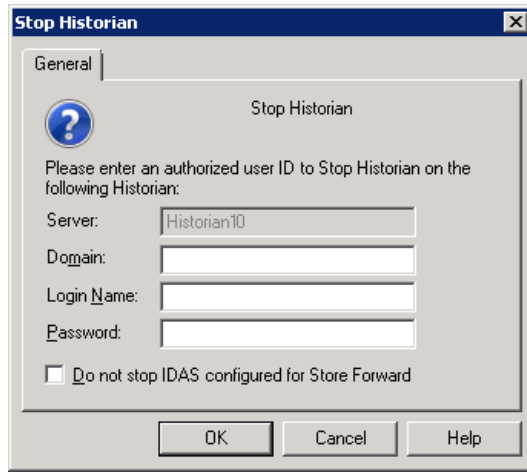 Stop Historian
General
Stop Historian
Please enter an authorized user ID to Stop Historian on the
following Historian:
Server: Historian10
Domain:
Login Name:
Password:
Do not stop IDAS configured for Store Forward
OK Cancel Help